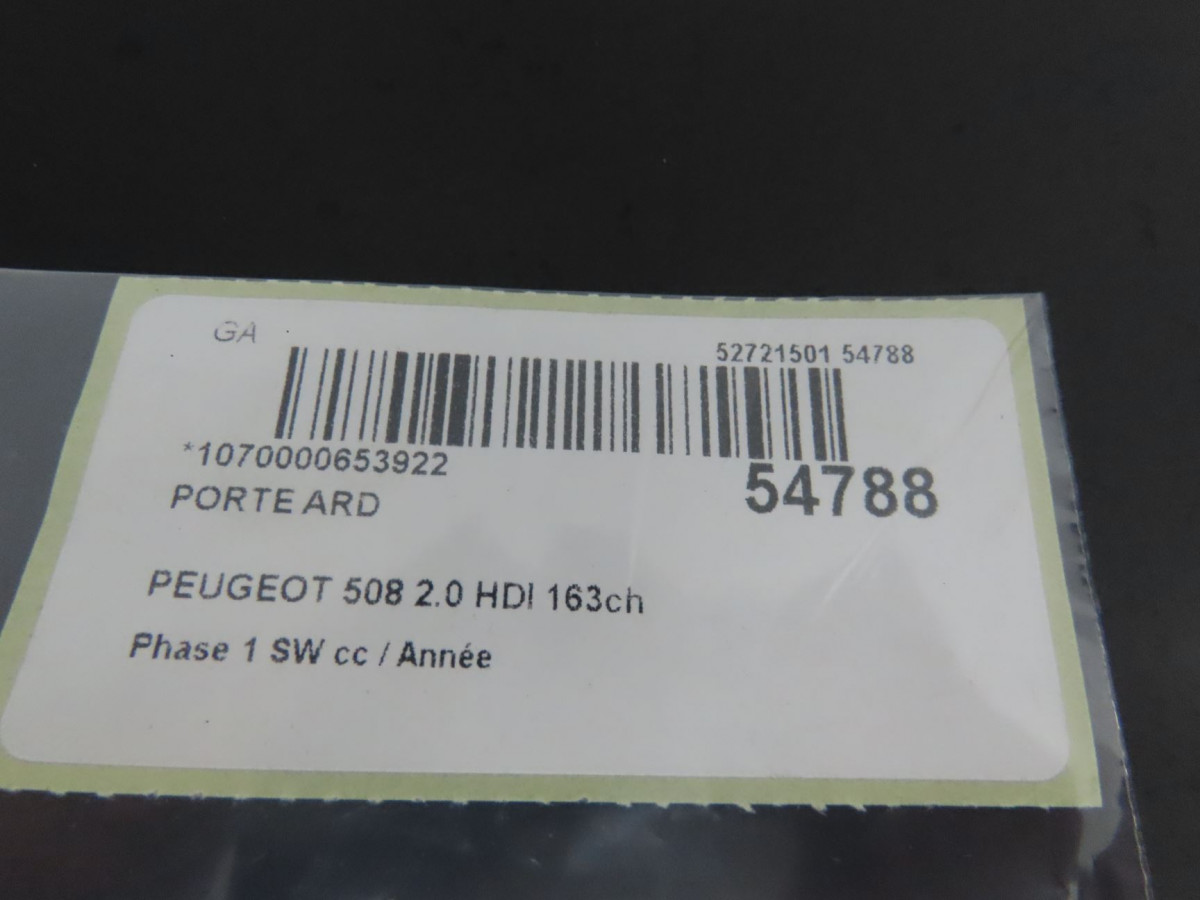 GA
52721501 54788
*1070000653922
54788
PORTE ARD
PEUGEOT 508 2.0 HDI 163ch
Phase 1 SW cc / Année